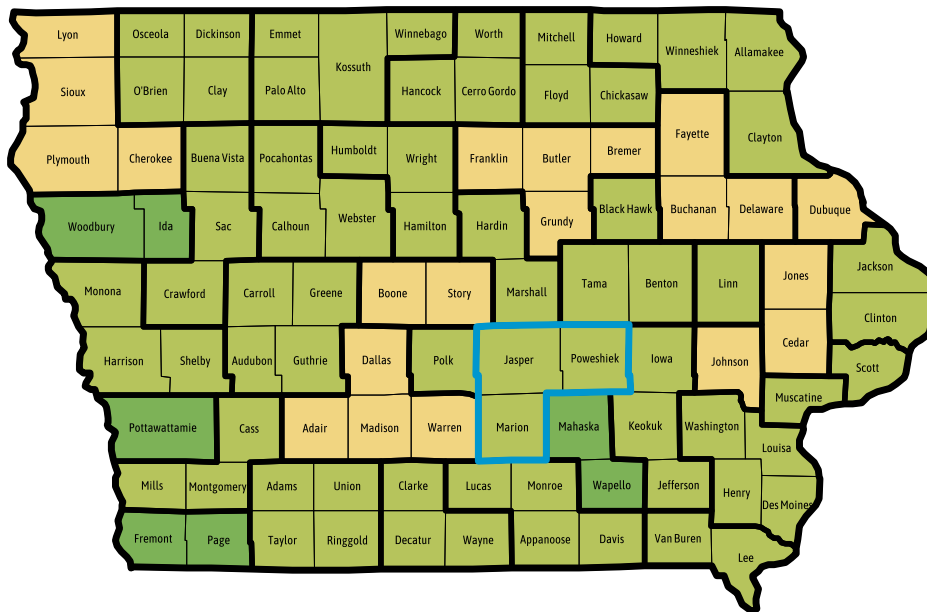 Lyon
Osceola
Dickinson
Emmet
Winnebago
Worth
Mitchell
Howard
Winneshiek
Allamakee
Kossuth
Sioux
O'Brien
Clay
Palo Alto
Hancock
Cerro Gordo
Floyd
Chickasaw
Fayette
Clayton
Plymouth
Cherokee
Buena Vista
Pocahontas
Humboldt
Wright
Franklin
Butler
Bremer
Woodbury
Ida
Sac
Calhoun
Webster
Hamilton
Hardin
Grundy
Black Hawk
Buchanan
Delaware
Dubuque
Monona
Crawford
Carroll
Greene
Boone
Story
Marshall
Tama
Benton
Linn
Jones
Jackson
Clinton
Harrison
Shelby
Audubon
Guthrie
Dallas
Polk
Jasper
Poweshiek
Iowa
Johnson
Cedar
Scott
Muscatine
Pottawattamie
Cass
Adair
Madison
Warren
Marion
Mahaska
Keokuk
Washington
Louisa
Mills
Montgomery
Adams
Union
Clarke
Lucas
Monroe
Wapello
Jefferson
Henry
Des Moines
Fremont
Page
Taylor
Ringgold
Decatur
Wayne
Appanoose
Davis
Van Buren
Lee